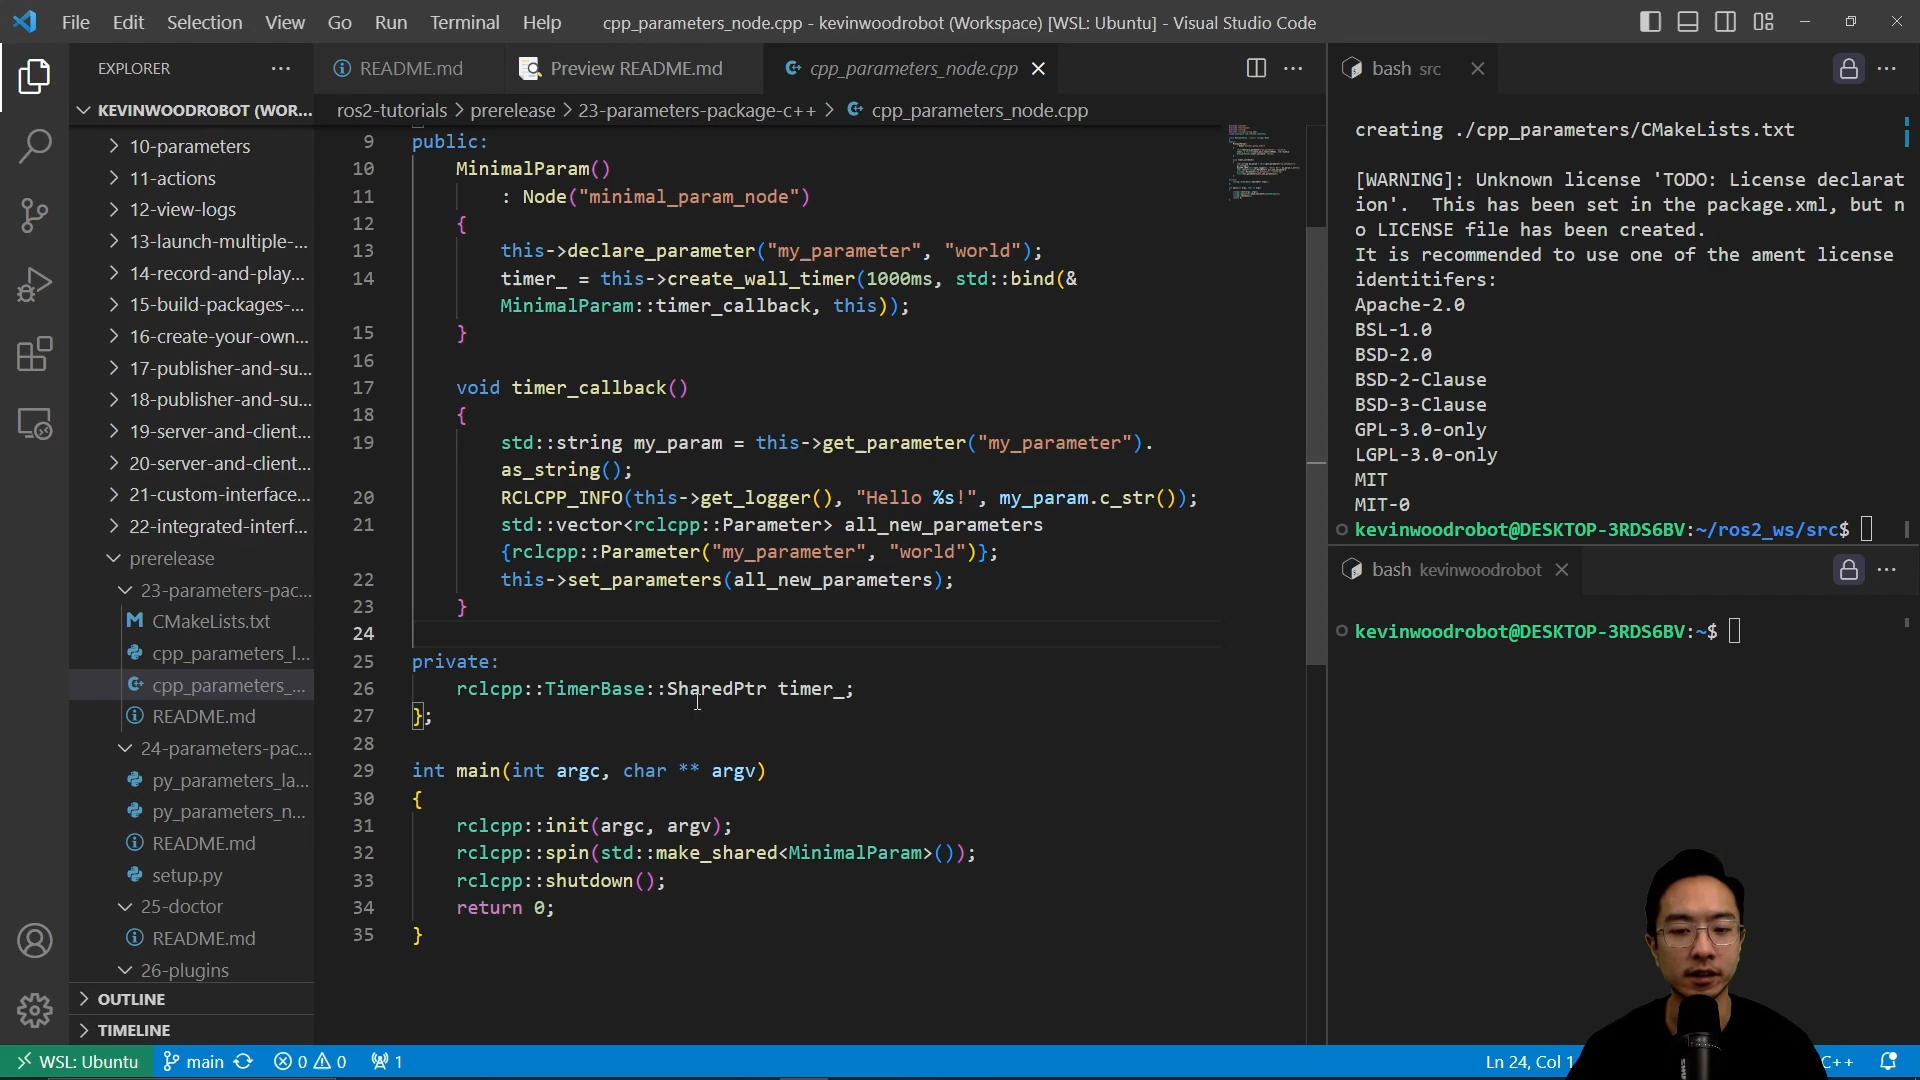 File Edit Selection View Go Run Terminal Help
cpp_parameters_node.cpp - kevinwoodrobot (Workspace) [WSL: Ubuntu] - Visual Studio Code
EXPLORER
KEVINWOODROBOT (WOR...
10-parameters
11-actions
12-view-logs
13-launch-multiple-...
14-record-and-play...
15-build-packages-...
16-create-your-own...
17-publisher-and-su...
18-publisher-and-su...
19-server-and-client...
20-server-and-client...
21-custom-interface...
22-integrated-interf...
prerelease
23-parameters-pac...
CMakeLists.txt
cpp_parameters_l...
cpp_parameters_...
README.md
24-parameters-pac...
py_parameters_la...
py_parameters_n...
README.md
setup.py
25-doctor
README.md
26-plugins
OUTLINE
TIMELINE
README.md
Preview README.md
cpp_parameters_node.cpp
ros2-tutorials > prerelease > 23-parameters-package-c++ > cpp_parameters_node.cpp
9 public:
10 MinimalParam()
11 : Node("minimal_param_node")
12 {
13 this->declare_parameter("my_parameter", "world");
14 timer_ = this->create_wall_timer(1000ms, std::bind(&
MinimalParam::timer_callback, this));
15 }
16
17 void timer_callback()
18 {
19 std::string my_param = this->get_parameter("my_parameter").
as_string();
20 RCLCPP_INFO(this->get_logger(), "Hello %s!", my_param.c_str());
21 std::vector<rclcpp::Parameter> all_new_parameters
{rclcpp::Parameter("my_parameter", "world")};
22 this->set_parameters(all_new_parameters);
23 }
24
25 private:
26 rclcpp::TimerBase::SharedPtr timer_;
27 };
28
29 int main(int argc, char ** argv)
30 {
31 rclcpp::init(argc, argv);
32 rclcpp::spin(std::make_shared<MinimalParam>());
33 rclcpp::shutdown();
34 return 0;
35 }
bash src
creating ./cpp_parameters/CMakeLists.txt
[WARNING]: Unknown license 'TODO: License declarat
ion'.  This has been set in the package.xml, but n
o LICENSE file has been created.
It is recommended to use one of the ament license
identitifers:
Apache-2.0
BSL-1.0
BSD-2.0
BSD-2-Clause
BSD-3-Clause
GPL-3.0-only
LGPL-3.0-only
MIT
MIT-0
kevinwoodrobot@DESKTOP-3RDS6BV:~/ros2_ws/src$
bash kevinwoodrobot
kevinwoodrobot@DESKTOP-3RDS6BV:~$
WSL: Ubuntu main 0 0 1
Ln 24, Col 1
C++